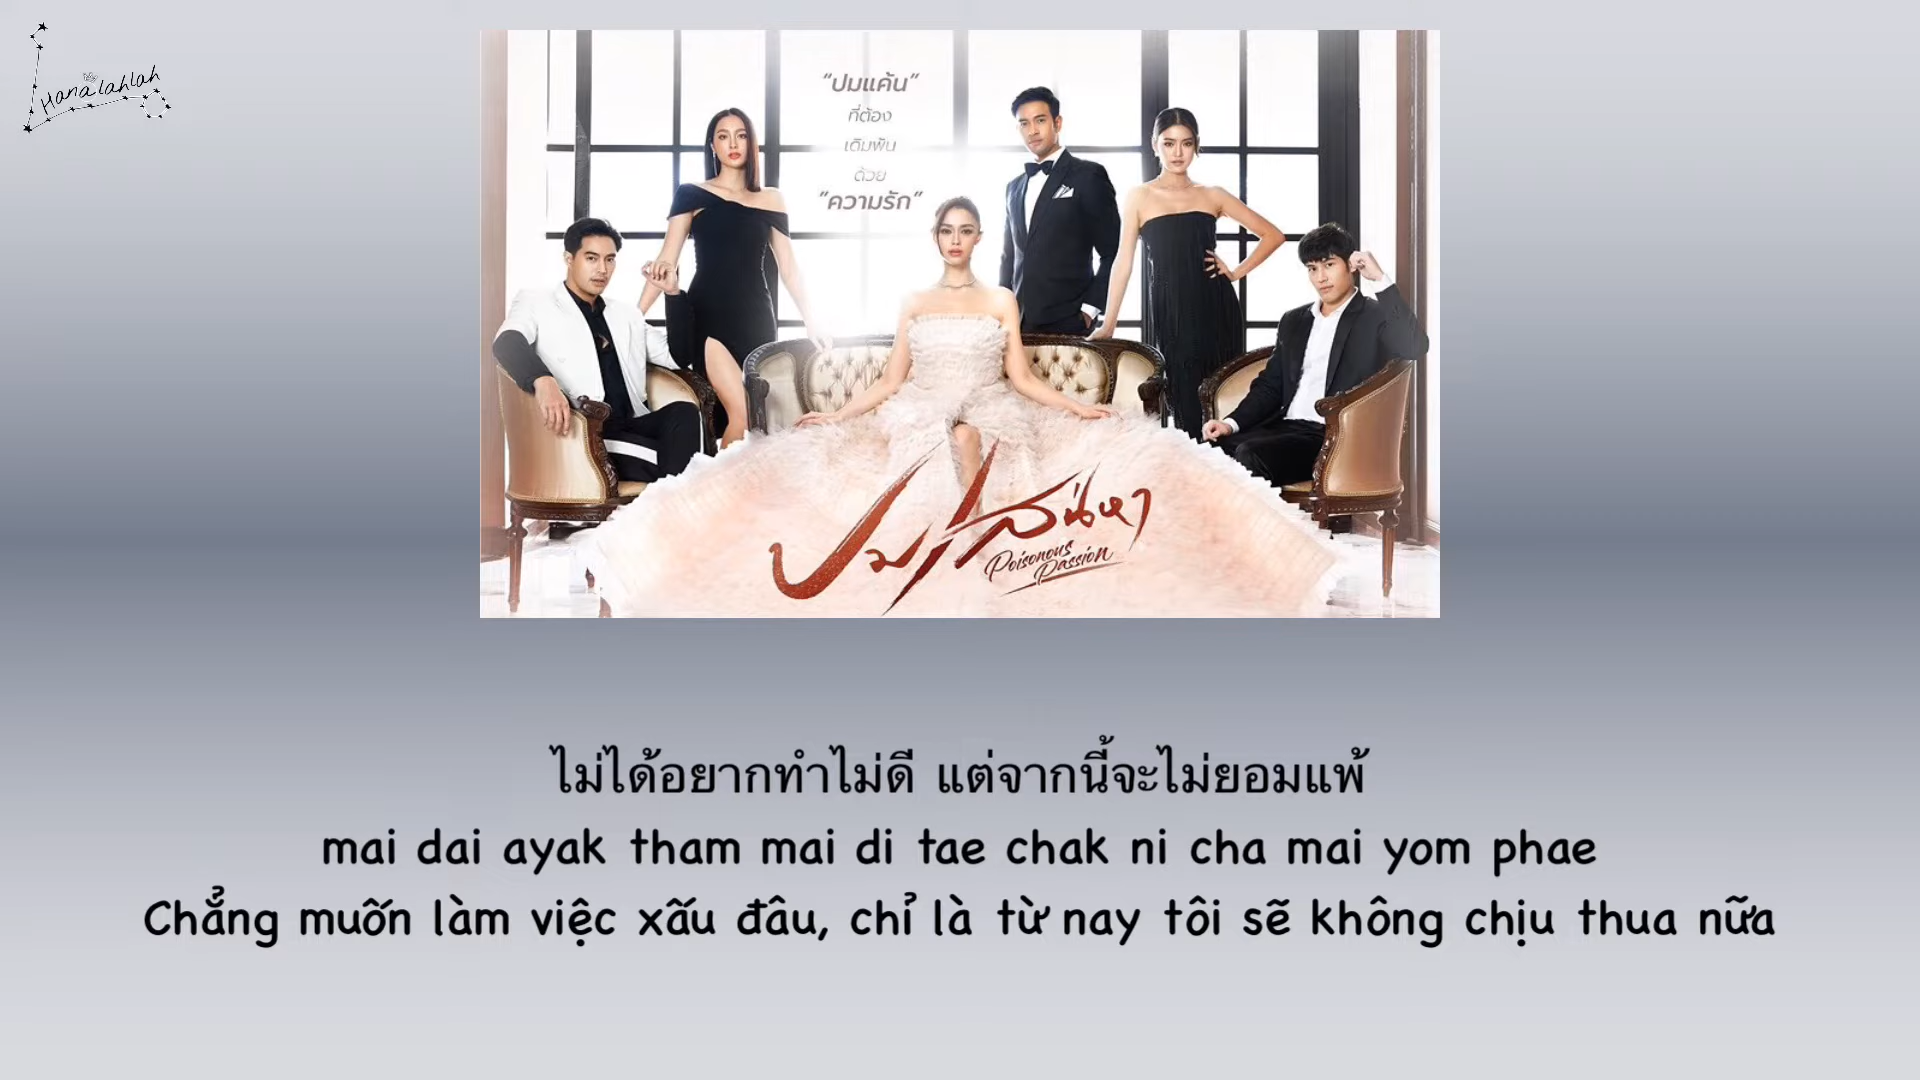 Hanalahlah
“ปมแค้น”
ที่ต้อง
เดิมพัน
ด้วย
“ความรัก”
ปมเสน่หา
Poisonous
Passion
ไม่ได้อยากทำไม่ดี แต่จากนี้จะไม่ยอมแพ้
mai dai ayak tham mai di tae chak ni cha mai yom phae
Chẳng muốn làm việc xấu đâu, chỉ là từ nay tôi sẽ không chịu thua nữa